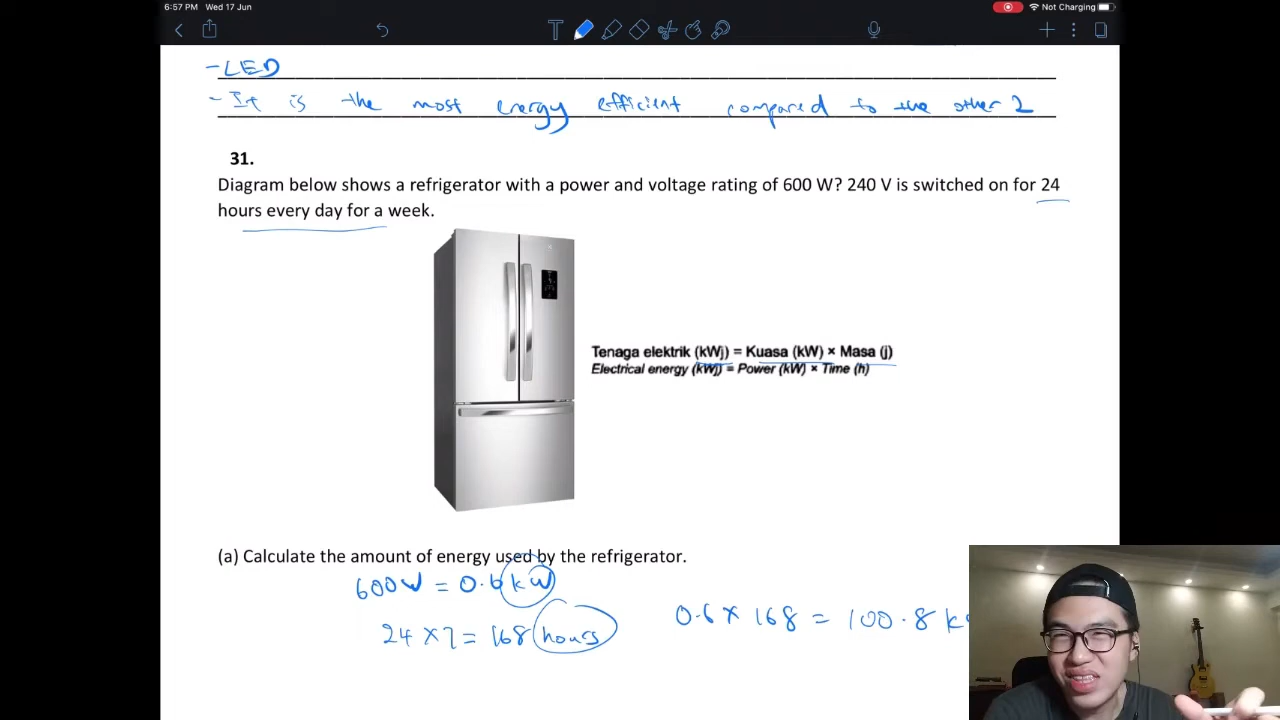 6:57 PM Wed 17 Jun
Not Charging
T
-LED
- It is the most energy efficient compared to the other 2
31.
Diagram below shows a refrigerator with a power and voltage rating of 600 W? 240 V is switched on for 24
hours every day for a week.
Tenaga elektrik (kWj) = Kuasa (kW) × Masa (j)
Electrical energy (kWj) = Power (kW) × Time (h)
(a) Calculate the amount of energy used by the refrigerator.
600W = 0.6 kW
24 × 7 = 168 hours
0.6 × 168 = 100.8 k